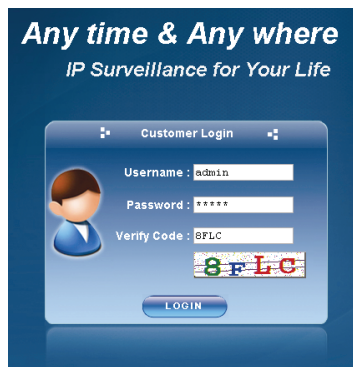 Any time & Any where
IP Surveillance for Your Life
Customer Login
Username : admin
Password : *****
Verify Code : 8FLC
8FLC
LOGIN